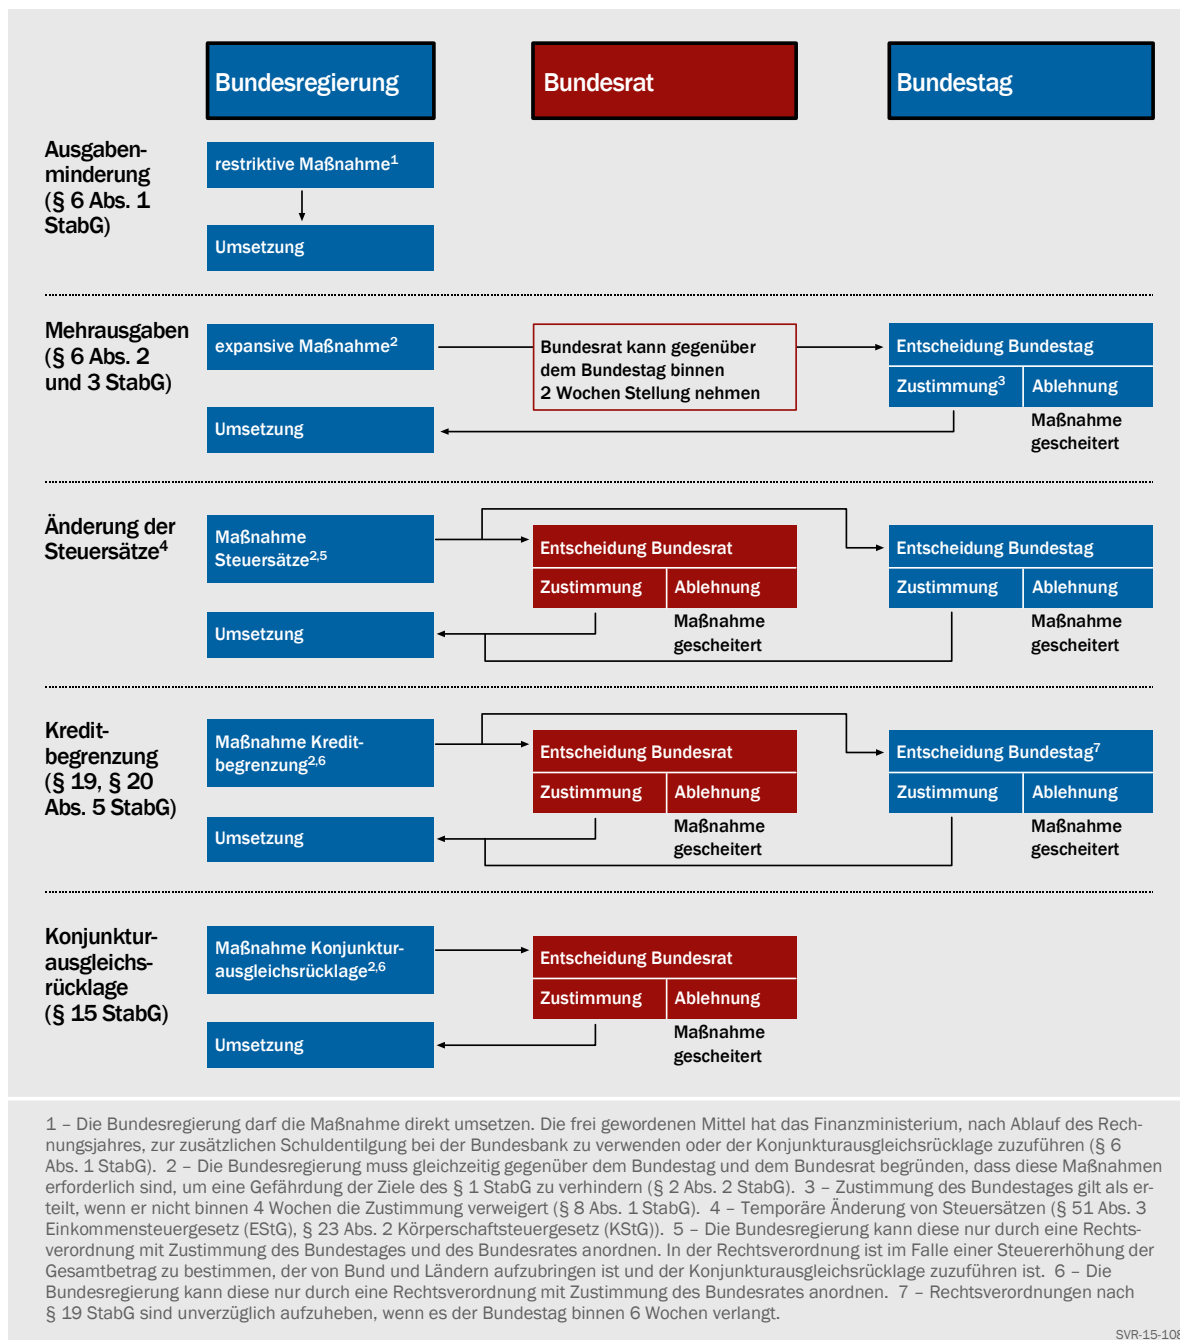 Bundesregierung
Bundesrat
Bundestag
Ausgaben-
minderung
(§ 6 Abs. 1
StabG)
restriktive Maßnahme1
Umsetzung
Mehrausgaben
(§ 6 Abs. 2
und 3 StabG)
expansive Maßnahme2
Bundesrat kann gegenüber
dem Bundestag binnen
2 Wochen Stellung nehmen
Entscheidung Bundestag
Zustimmung3
Ablehnung
Umsetzung
Maßnahme
gescheitert
Änderung der
Steuersätze4
Maßnahme
Steuersätze2,5
Entscheidung Bundesrat
Zustimmung
Ablehnung
Entscheidung Bundestag
Zustimmung
Ablehnung
Umsetzung
Maßnahme
gescheitert
Maßnahme
gescheitert
Kredit-
begrenzung
(§ 19, § 20
Abs. 5 StabG)
Maßnahme Kredit-
begrenzung2,6
Entscheidung Bundesrat
Zustimmung
Ablehnung
Entscheidung Bundestag7
Zustimmung
Ablehnung
Umsetzung
Maßnahme
gescheitert
Maßnahme
gescheitert
Konjunktur-
ausgleichs-
rücklage
(§ 15 StabG)
Maßnahme Konjunktur-
ausgleichsrücklage2,6
Entscheidung Bundesrat
Zustimmung
Ablehnung
Umsetzung
Maßnahme
gescheitert
1 – Die Bundesregierung darf die Maßnahme direkt umsetzen. Die frei gewordenen Mittel hat das Finanzministerium, nach Ablauf des Rech-
nungsjahres, zur zusätzlichen Schuldentilgung bei der Bundesbank zu verwenden oder der Konjunkturausgleichsrücklage zuzuführen (§ 6
Abs. 1 StabG). 2 – Die Bundesregierung muss gleichzeitig gegenüber dem Bundestag und dem Bundesrat begründen, dass diese Maßnahmen
erforderlich sind, um eine Gefährdung der Ziele des § 1 StabG zu verhindern (§ 2 Abs. 2 StabG). 3 – Zustimmung des Bundestages gilt als er-
teilt, wenn er nicht binnen 4 Wochen die Zustimmung verweigert (§ 8 Abs. 1 StabG). 4 – Temporäre Änderung von Steuersätzen (§ 51 Abs. 3
Einkommensteuergesetz (EStG), § 23 Abs. 2 Körperschaftsteuergesetz (KStG)). 5 – Die Bundesregierung kann diese nur durch eine Rechts-
verordnung mit Zustimmung des Bundestages und des Bundesrates anordnen. In der Rechtsverordnung ist im Falle einer Steuererhöhung der
Gesamtbetrag zu bestimmen, der von Bund und Ländern aufzubringen ist und der Konjunkturausgleichsrücklage zuzuführen ist. 6 – Die
Bundesregierung kann diese nur durch eine Rechtsverordnung mit Zustimmung des Bundesrates anordnen. 7 – Rechtsverordnungen nach
§ 19 StabG sind unverzüglich aufzuheben, wenn es der Bundestag binnen 6 Wochen verlangt.
SVR-15-108